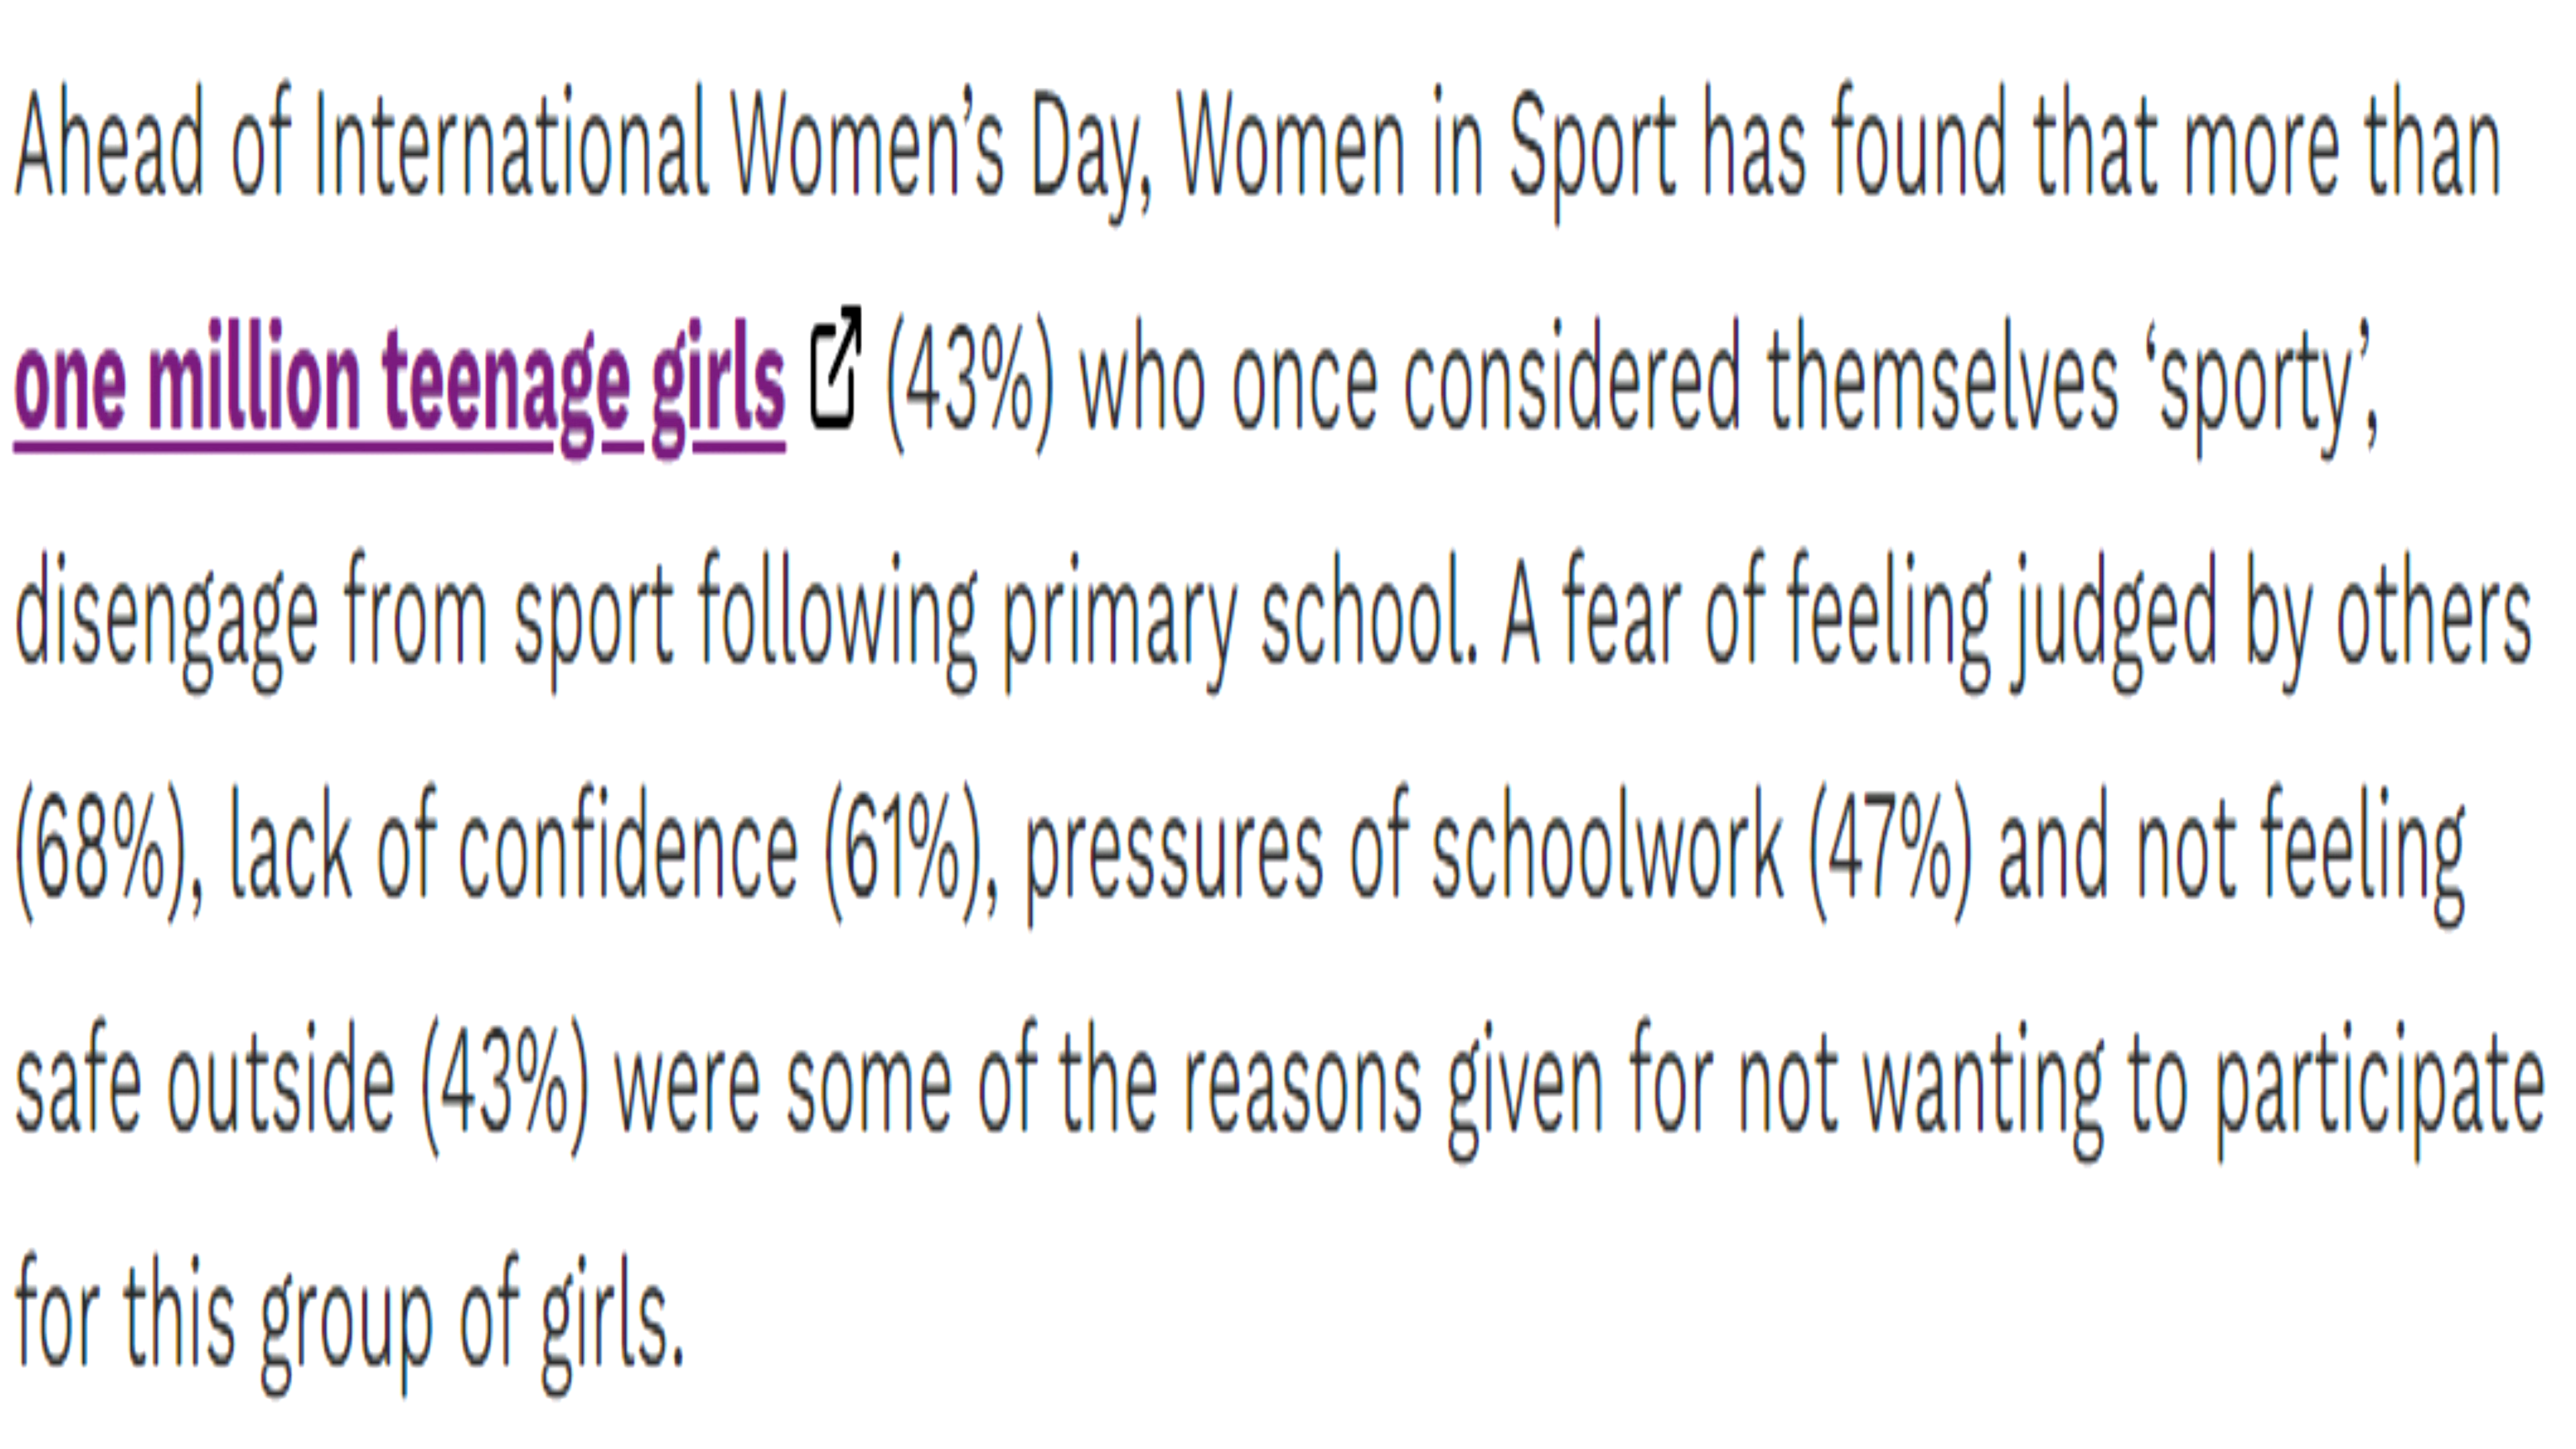 Ahead of International Women’s Day, Women in Sport has found that more than
one million teenage girls (43%) who once considered themselves ‘sporty’,
disengage from sport following primary school. A fear of feeling judged by others
(68%), lack of confidence (61%), pressures of schoolwork (47%) and not feeling
safe outside (43%) were some of the reasons given for not wanting to participate
for this group of girls.